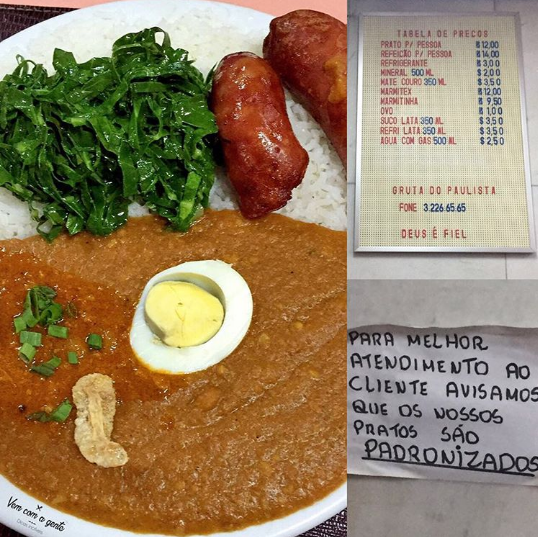 TABELA DE PRECOS
PRATO P/ PESSOA R 12,00
REFEIÇÃO P/ PESSOA R 14,00
REFRIGERANTE R 3,00
MINERAL 500 ML R 2,00
MATE COURO 350 ML R 3,50
MARMITEX R 12,00
MARMITINHA R 9,50
OVO R 1,00
SUCO LATA 350 ML R 3,50
REFRI LATA 350 ML R 3,50
AGUA COM GAS 500 ML R 2,50
GRUTA DO PAULISTA
FONE 3.226.65.65
DEUS É FIEL
PARA MELHOR
ATENDIMENTO AO
CLIENTE AVISAMOS
QUE OS NOSSOS
PRATOS SÃO
PADRONIZADOS
Vem com a gente